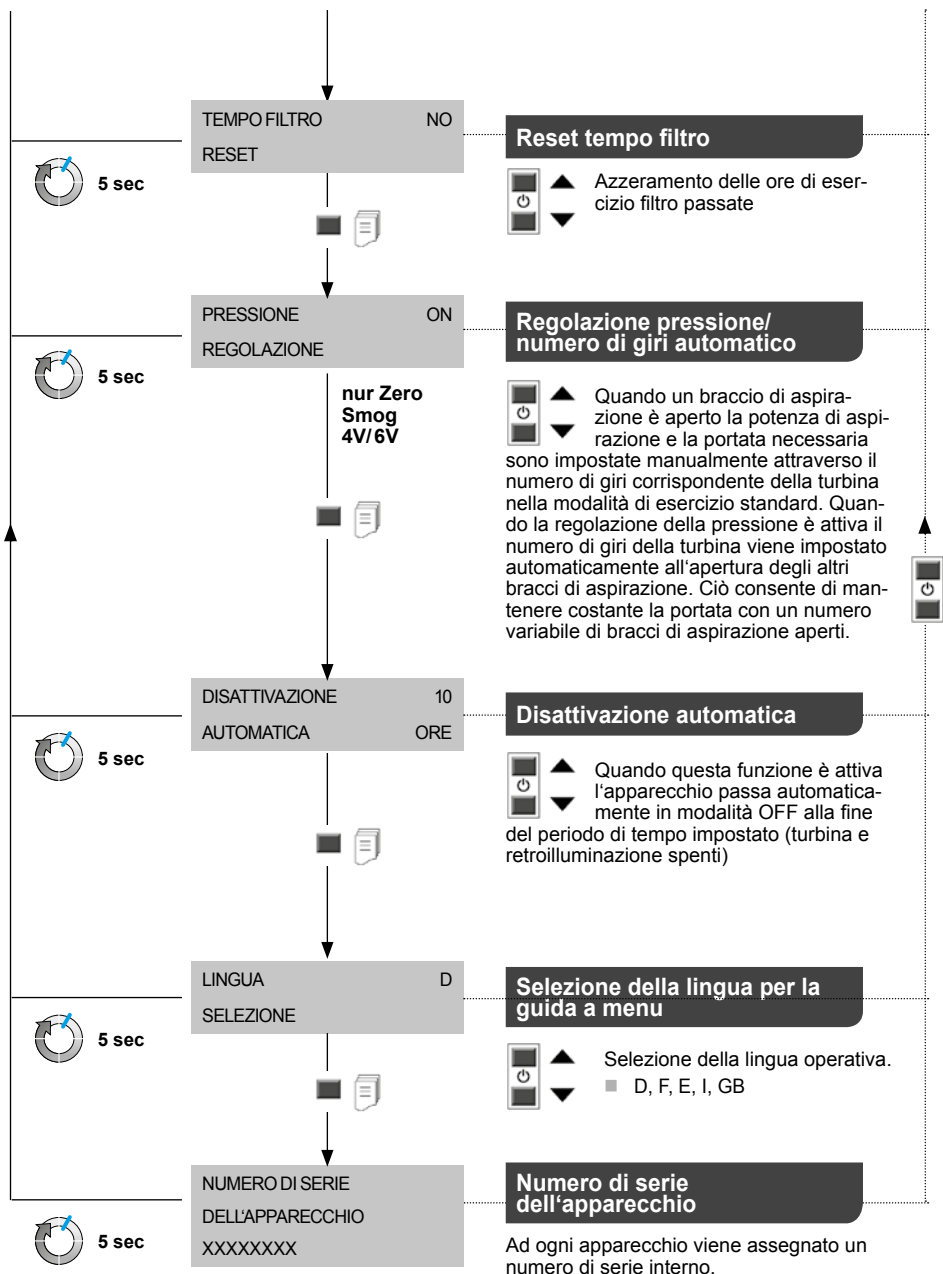 TEMPO FILTRO NO
RESET
5 sec
Reset tempo filtro
Azzeramento delle ore di eser-
cizio filtro passate
PRESSIONE ON
REGOLAZIONE
5 sec
nur Zero
Smog
4V/6V
Regolazione pressione/
numero di giri automatico
Quando un braccio di aspira-
zione è aperto la potenza di aspi-
razione e la portata necessaria
sono impostate manualmente attraverso il
numero di giri corrispondente della turbina
nella modalità di esercizio standard. Quan-
do la regolazione della pressione è attiva il
numero di giri della turbina viene impostato
automaticamente all‘apertura degli altri
bracci di aspirazione. Ciò consente di man-
tenere costante la portata con un numero
variabile di bracci di aspirazione aperti.
DISATTIVAZIONE 10
AUTOMATICA ORE
5 sec
Disattivazione automatica
Quando questa funzione è attiva
l‘apparecchio passa automatica-
mente in modalità OFF alla fine
del periodo di tempo impostato (turbina e
retroilluminazione spenti)
LINGUA D
SELEZIONE
5 sec
Selezione della lingua per la
guida a menu
Selezione della lingua operativa.
■ D, F, E, I, GB
NUMERO DI SERIE
DELL‘APPARECCHIO
XXXXXXXX
5 sec
Numero di serie
dell‘apparecchio
Ad ogni apparecchio viene assegnato un
numero di serie interno.